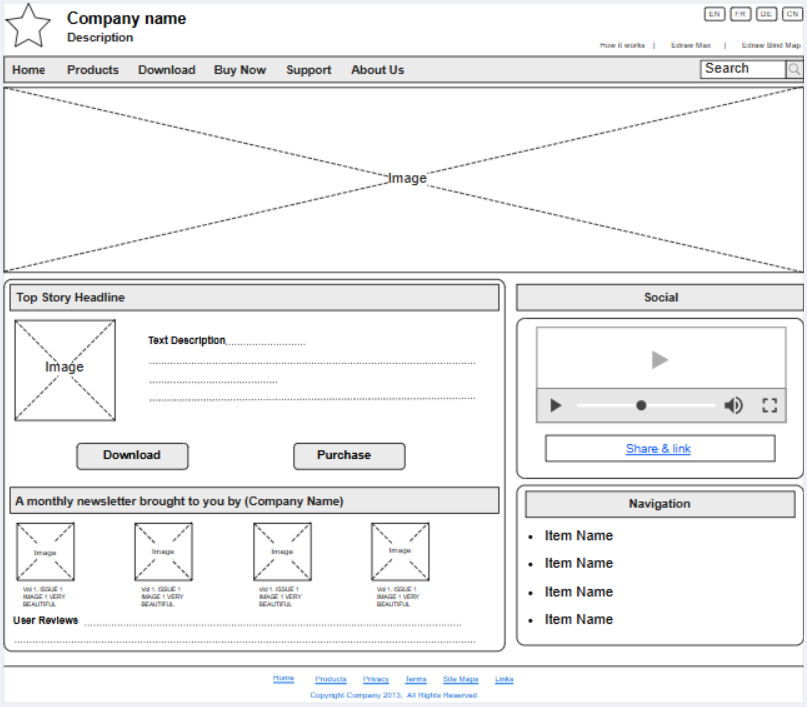 Company name
Description
EN FR DE CN
How it works | Edraw Max | Edraw Mind Map
Home Products Download Buy Now Support About Us Search
Image
Top Story Headline
Image
Text Description
Download Purchase
A monthly newsletter brought to you by (Company Name)
Image Image Image Image
Vol 1. ISSUE 1 Vol 1. ISSUE 1 Vol 1. ISSUE 1 Vol 1. ISSUE 1
IMAGE 1 VERY IMAGE 1 VERY IMAGE 1 VERY IMAGE 1 VERY
BEAUTIFUL BEAUTIFUL BEAUTIFUL BEAUTIFUL
User Reviews
Social
Share & link
Navigation
• Item Name
• Item Name
• Item Name
• Item Name
Home Products Privacy Terms Site Maps Links
Copyright Company 2013; All Rights Reserved